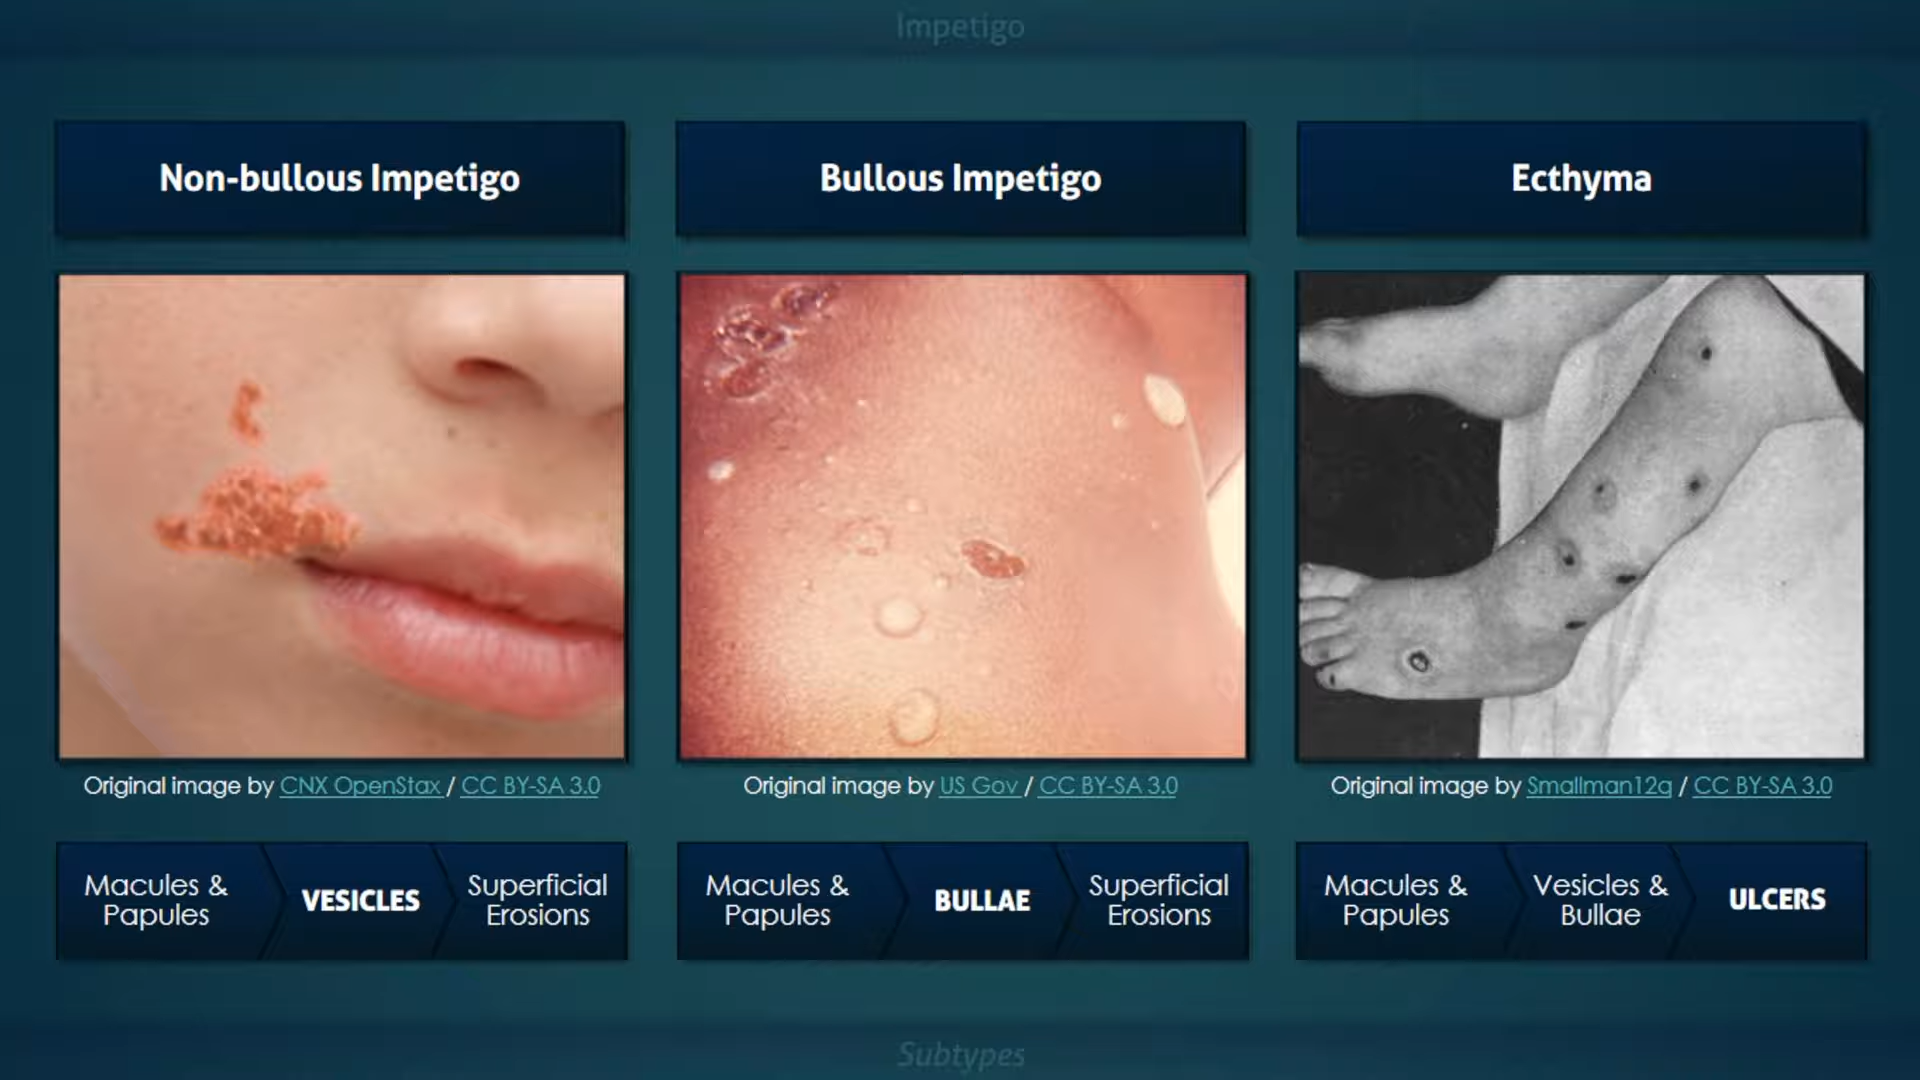 Impetigo
Non-bullous Impetigo
Bullous Impetigo
Ecthyma
Original image by CNX OpenStax / CC BY-SA 3.0
Original image by US Gov / CC BY-SA 3.0
Original image by Smallman12q / CC BY-SA 3.0
Macules &
Papules
VESICLES
Superficial
Erosions
Macules &
Papules
BULLAE
Superficial
Erosions
Macules &
Papules
Vesicles &
Bullae
ULCERS
Subtypes